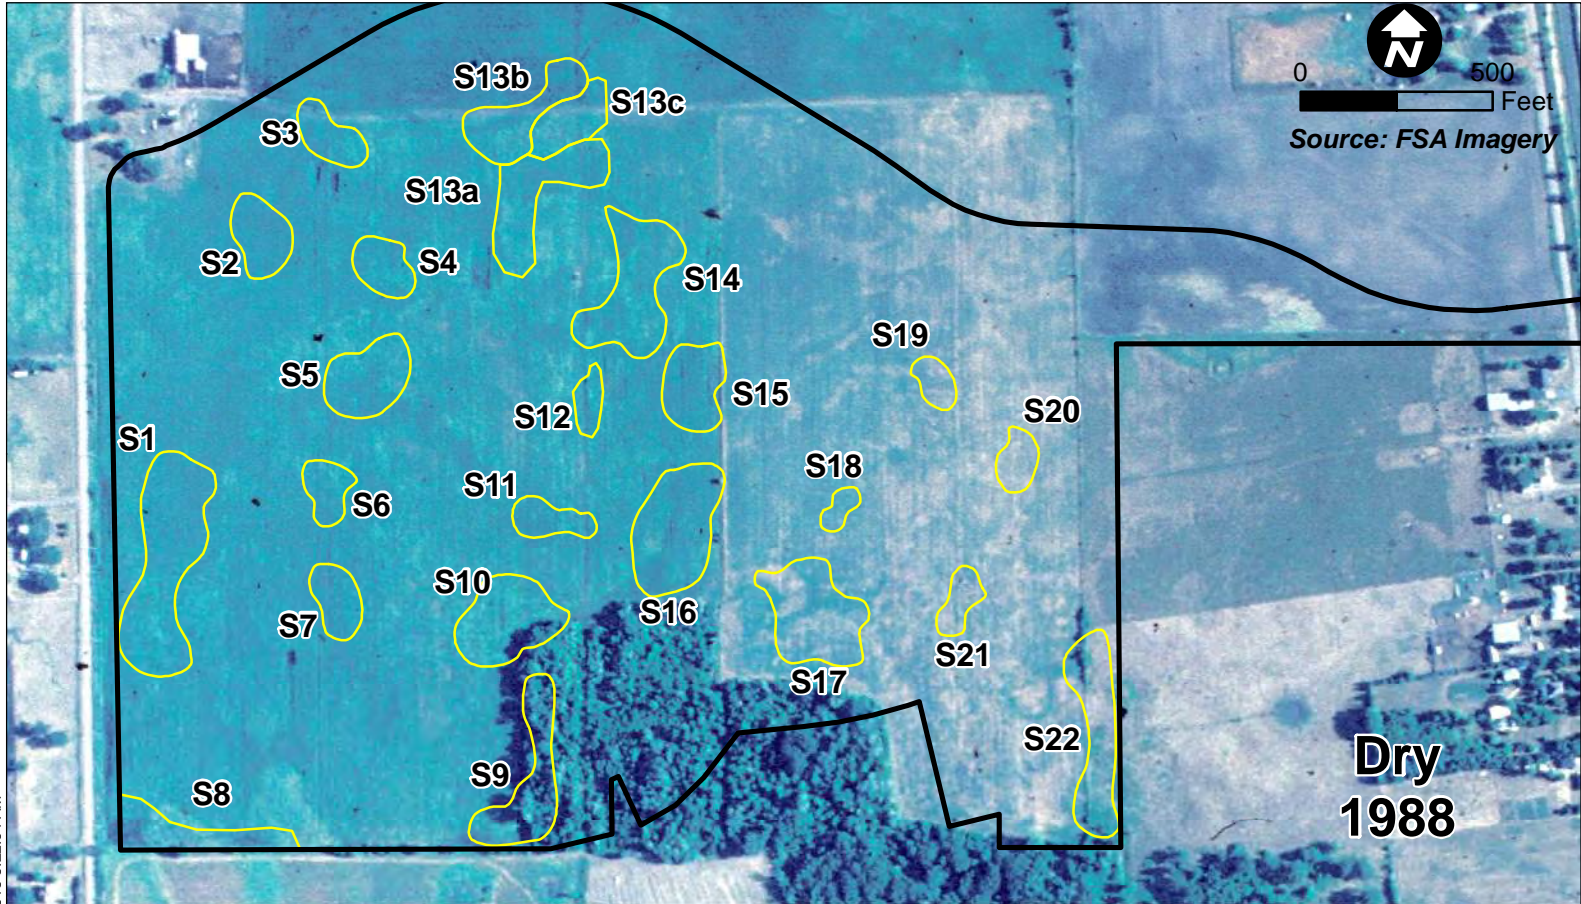 N
0 500
Feet
Source: FSA Imagery
S13b
S13c
S3
S13a
S2
S4
S14
S19
S5
S15
S12
S20
S1
S18
S11
S6
S10
S16
S7
S21
S17
S22
S9
S8
Dry
1988